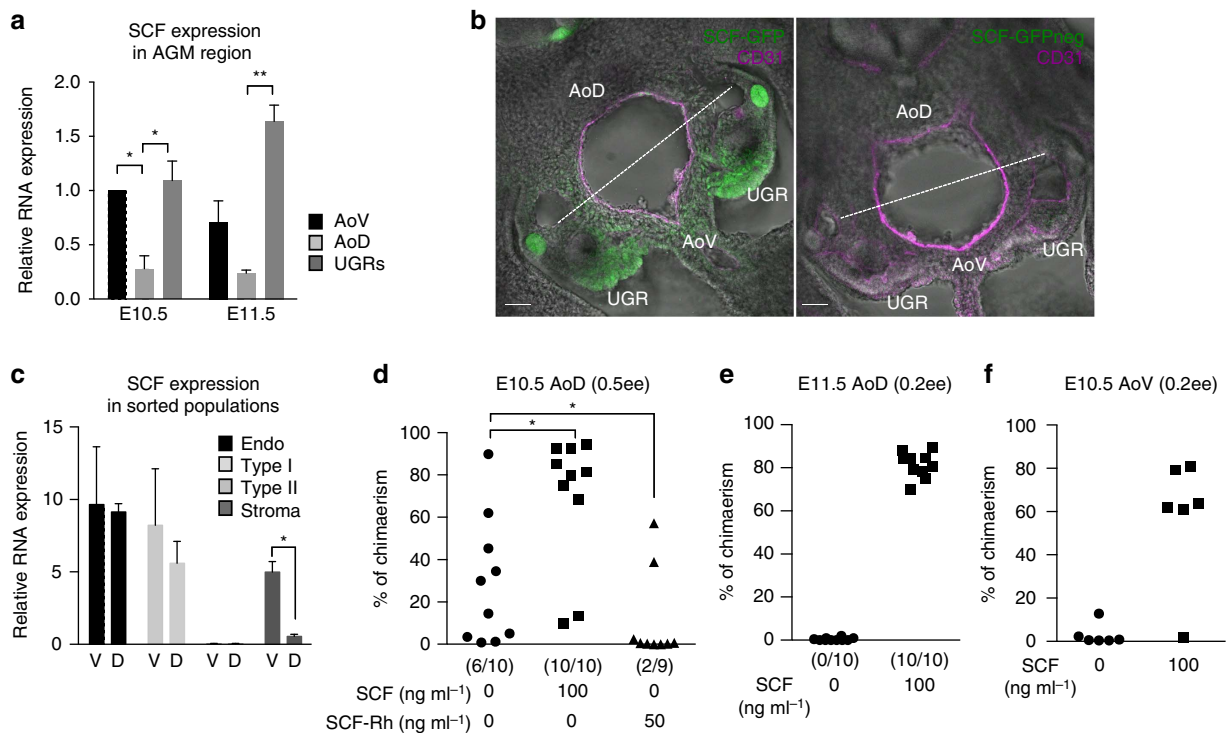 a
SCF expression
in AGM region
Relative RNA expression
2.0
1.5
1.0
0.5
0.0
*
*
**
E10.5
E11.5
AoV
AoD
UGRs
b
SCF-GFP
CD31
AoD
UGR
AoV
UGR
SCF-GFPneg
CD31
AoD
UGR
AoV
UGR
c
SCF expression
in sorted populations
Relative RNA expression
15
10
5
0
Endo
Type I
Type II
Stroma
*
V D V D V D V D
d
E10.5 AoD (0.5ee)
*
*
% of chimaerism
100
80
60
40
20
0
(6/10) (10/10) (2/9)
SCF (ng ml⁻¹) 0 100 0
SCF-Rh (ng ml⁻¹) 0 0 50
e
E11.5 AoD (0.2ee)
% of chimaerism
100
80
60
40
20
0
(0/10) (10/10)
SCF 0 100
(ng ml⁻¹)
f
E10.5 AoV (0.2ee)
% of chimaerism
100
80
60
40
20
0
SCF 0 100
(ng ml⁻¹)